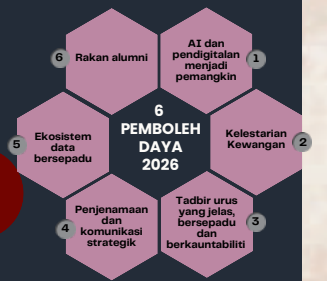 6
PEMBOLEH
DAYA
2026
1
AI dan
pendigitalan
menjadi
pemangkin
2
Kelestarian
Kewangan
3
Tadbir urus
yang jelas,
bersepadu
dan
berkauntabiliti
4
Penjenamaan
dan
komunikasi
strategik
5
Ekosistem
data
bersepadu
6
Rakan alumni